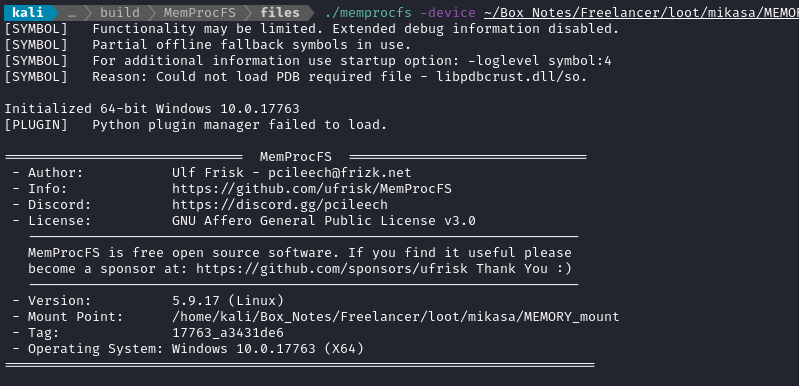 kali … build MemProcFS files ./memprocfs -device ~/Box_Notes/Freelancer/loot/mikasa/MEMOR
[SYMBOL] Functionality may be limited. Extended debug information disabled.
[SYMBOL] Partial offline fallback symbols in use.
[SYMBOL] For additional information use startup option: -loglevel symbol:4
[SYMBOL] Reason: Could not load PDB required file - libpdbcrust.dll/so.
Initialized 64-bit Windows 10.0.17763
[PLUGIN] Python plugin manager failed to load.
============================== MemProcFS ==============================
- Author: Ulf Frisk - pcileech@frizk.net
- Info: https://github.com/ufrisk/MemProcFS
- Discord: https://discord.gg/pcileech
- License: GNU Affero General Public License v3.0
---------------------------------------------------------------------
MemProcFS is free open source software. If you find it useful please
become a sponsor at: https://github.com/sponsors/ufrisk Thank You :)
---------------------------------------------------------------------
- Version: 5.9.17 (Linux)
- Mount Point: /home/kali/Box_Notes/Freelancer/loot/mikasa/MEMORY_mount
- Tag: 17763_a3431de6
- Operating System: Windows 10.0.17763 (X64)
==========================================================================